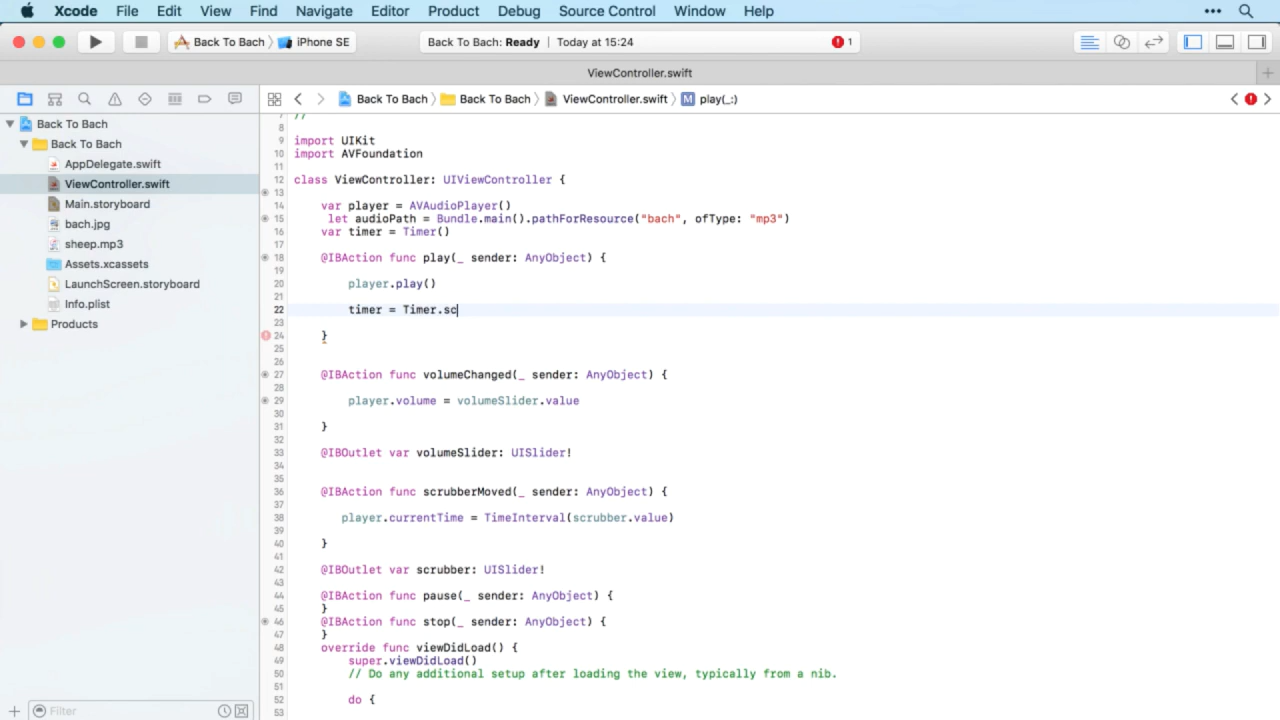 Xcode File Edit View Find Navigate Editor Product Debug Source Control Window Help
Back To Bach iPhone SE Back To Bach: Ready Today at 15:24 1
ViewController.swift
Back To Bach Back To Bach ViewController.swift M play(_:)
Back To Bach
Back To Bach
AppDelegate.swift
ViewController.swift
Main.storyboard
bach.jpg
sheep.mp3
Assets.xcassets
LaunchScreen.storyboard
Info.plist
Products
Filter
7 //
8
9 import UIKit
10 import AVFoundation
11
12 class ViewController: UIViewController {
13
14 var player = AVAudioPlayer()
15 let audioPath = Bundle.main().pathForResource("bach", ofType: "mp3")
16 var timer = Timer()
17
18 @IBAction func play(_ sender: AnyObject) {
19
20 player.play()
21
22 timer = Timer.sc
23
24 }
25
26
27 @IBAction func volumeChanged(_ sender: AnyObject) {
28
29 player.volume = volumeSlider.value
30
31 }
32
33 @IBOutlet var volumeSlider: UISlider!
34
35
36 @IBAction func scrubberMoved(_ sender: AnyObject) {
37
38 player.currentTime = TimeInterval(scrubber.value)
39
40 }
41
42 @IBOutlet var scrubber: UISlider!
43
44 @IBAction func pause(_ sender: AnyObject) {
45 }
46 @IBAction func stop(_ sender: AnyObject) {
47 }
48 override func viewDidLoad() {
49 super.viewDidLoad()
50 // Do any additional setup after loading the view, typically from a nib.
51
52 do {
53